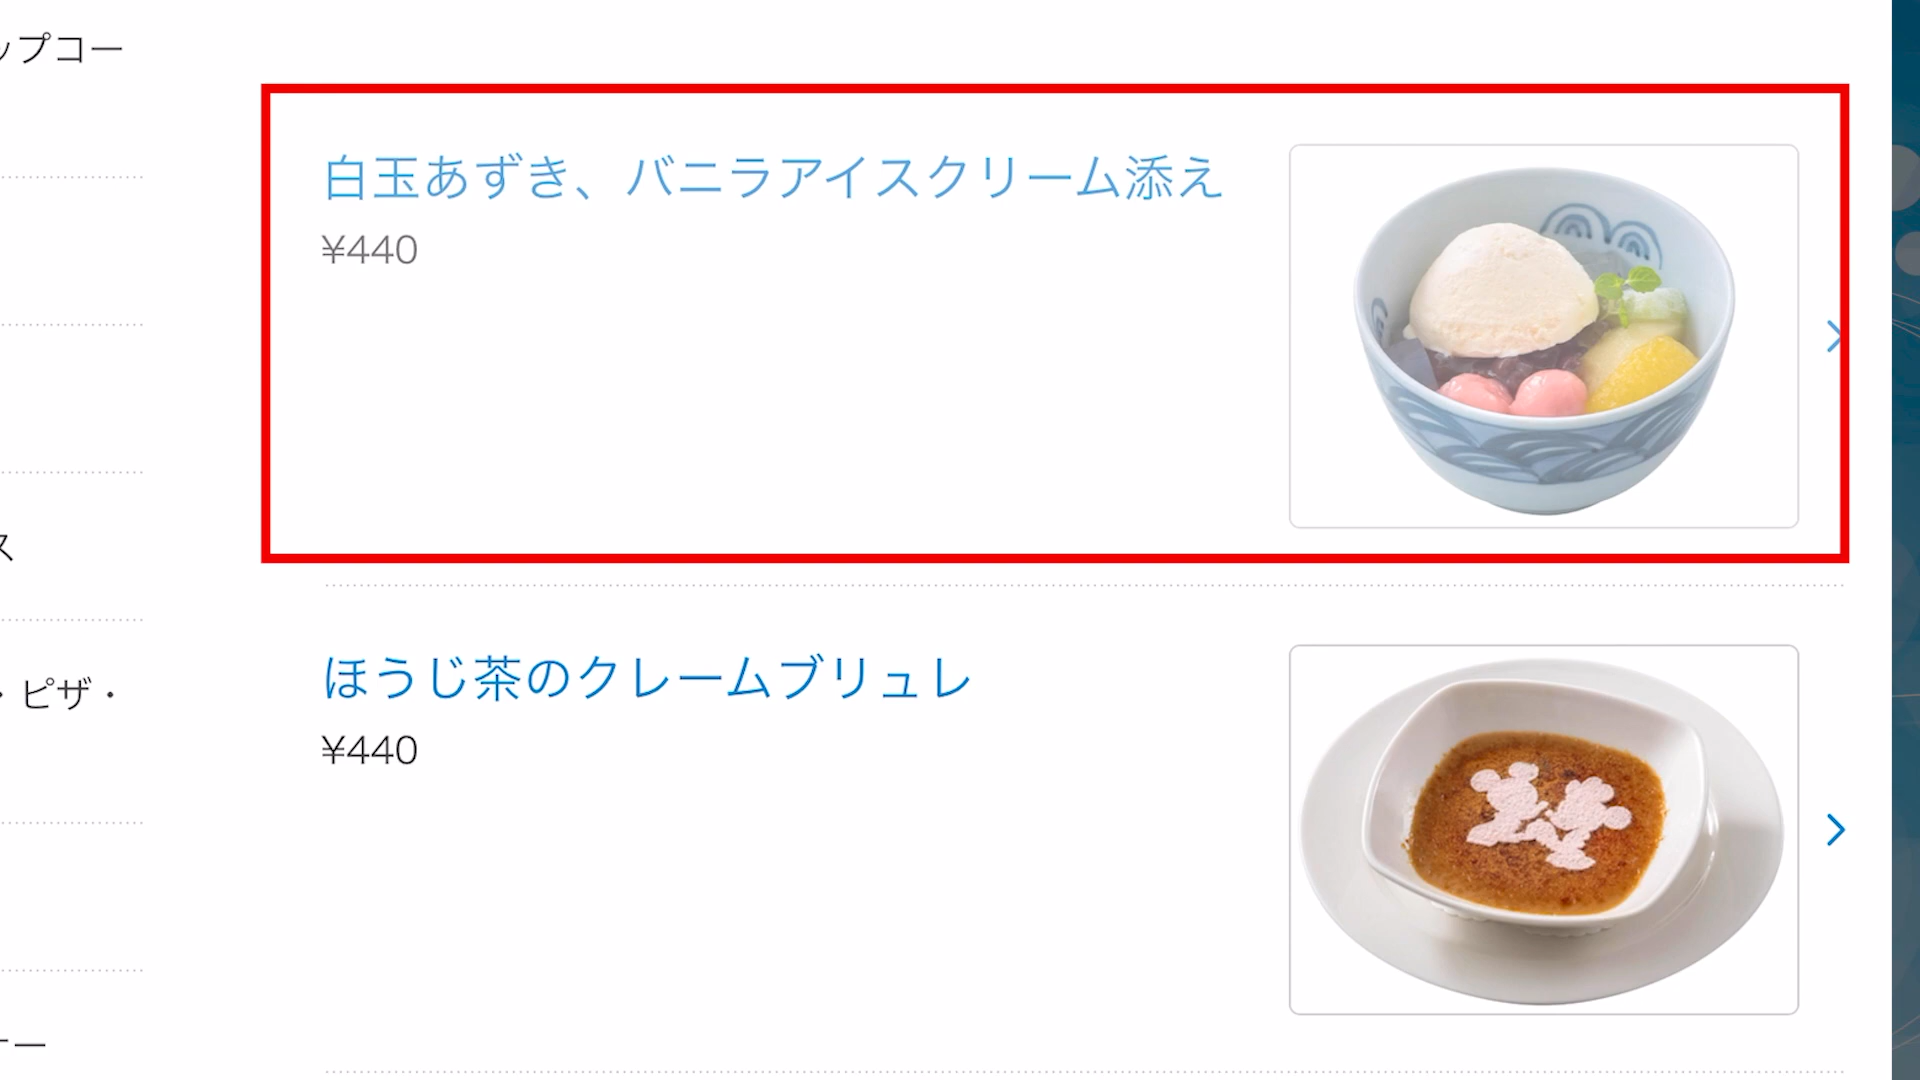 ップコー
白玉あずき、バニラアイスクリーム添え
¥440
ス
・ピザ・
ほうじ茶のクレームブリュレ
¥440
ナー